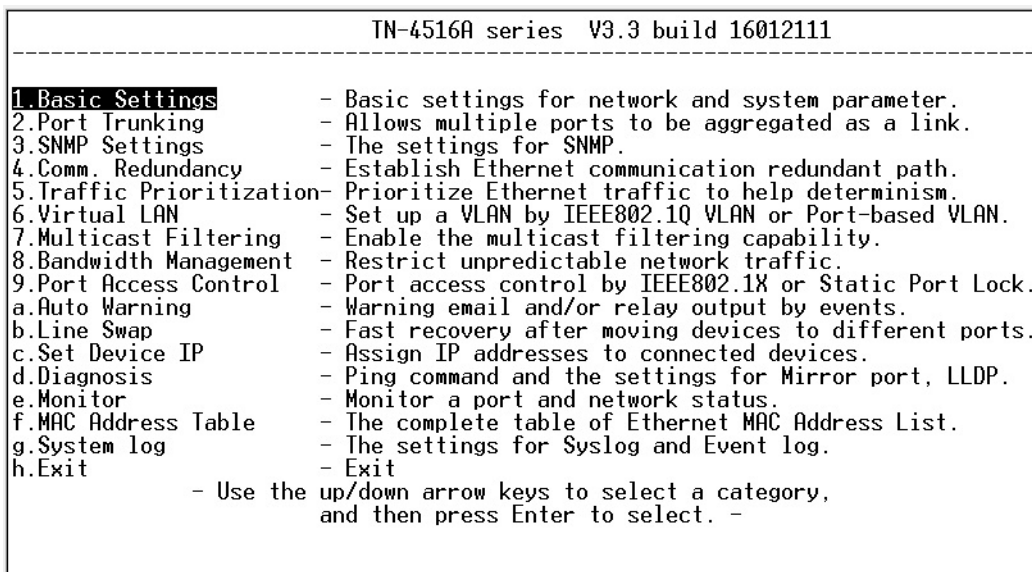 TN-4516A series V3.3 build 16012111
1.Basic Settings - Basic settings for network and system parameter.
2.Port Trunking - Allows multiple ports to be aggregated as a link.
3.SNMP Settings - The settings for SNMP.
4.Comm. Redundancy - Establish Ethernet communication redundant path.
5.Traffic Prioritization- Prioritize Ethernet traffic to help determinism.
6.Virtual LAN - Set up a VLAN by IEEE802.1Q VLAN or Port-based VLAN.
7.Multicast Filtering - Enable the multicast filtering capability.
8.Bandwidth Management - Restrict unpredictable network traffic.
9.Port Access Control - Port access control by IEEE802.1X or Static Port Lock.
a.Auto Warning - Warning email and/or relay output by events.
b.Line Swap - Fast recovery after moving devices to different ports.
c.Set Device IP - Assign IP addresses to connected devices.
d.Diagnosis - Ping command and the settings for Mirror port, LLDP.
e.Monitor - Monitor a port and network status.
f.MAC Address Table - The complete table of Ethernet MAC Address List.
g.System log - The settings for Syslog and Event log.
h.Exit - Exit
- Use the up/down arrow keys to select a category,
and then press Enter to select. -